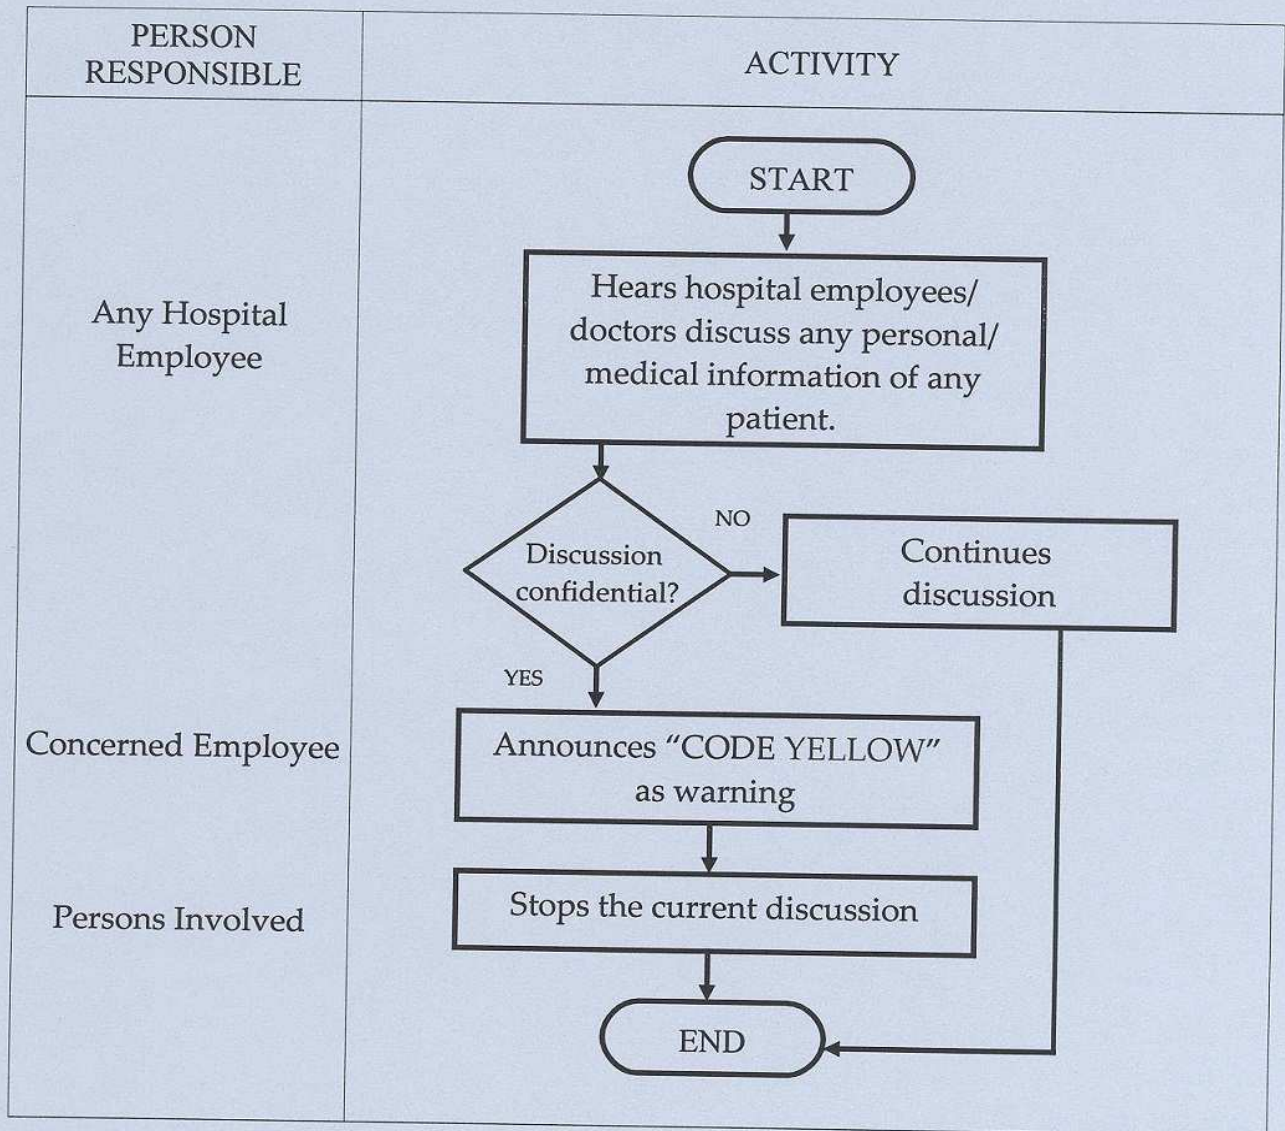 PERSON
RESPONSIBLE
ACTIVITY
START
Any Hospital
Employee
Hears hospital employees/
doctors discuss any personal/
medical information of any
patient.
Discussion
confidential?
NO
Continues
discussion
YES
Concerned Employee
Announces “CODE YELLOW”
as warning
Persons Involved
Stops the current discussion
END